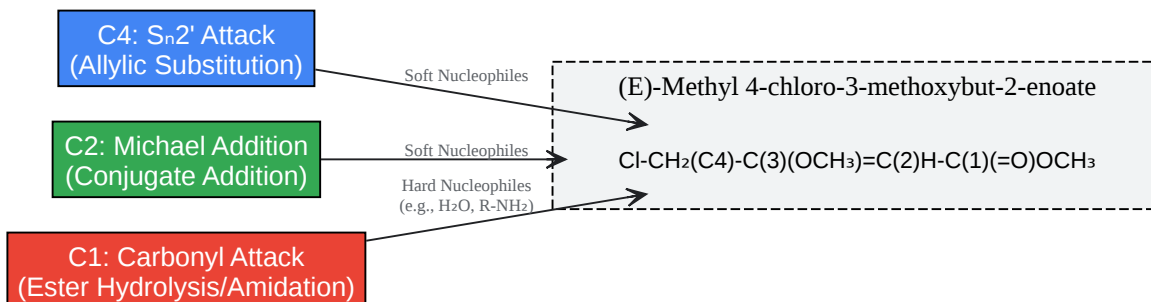 C4: Sₙ2' Attack
(Allylic Substitution)
Soft Nucleophiles
(E)-Methyl 4-chloro-3-methoxybut-2-enoate
C2: Michael Addition
(Conjugate Addition)
Soft Nucleophiles
Cl-CH₂(C4)-C(3)(OCH₃)=C(2)H-C(1)(=O)OCH₃
Hard Nucleophiles
(e.g., H₂O, R-NH₂)
C1: Carbonyl Attack
(Ester Hydrolysis/Amidation)